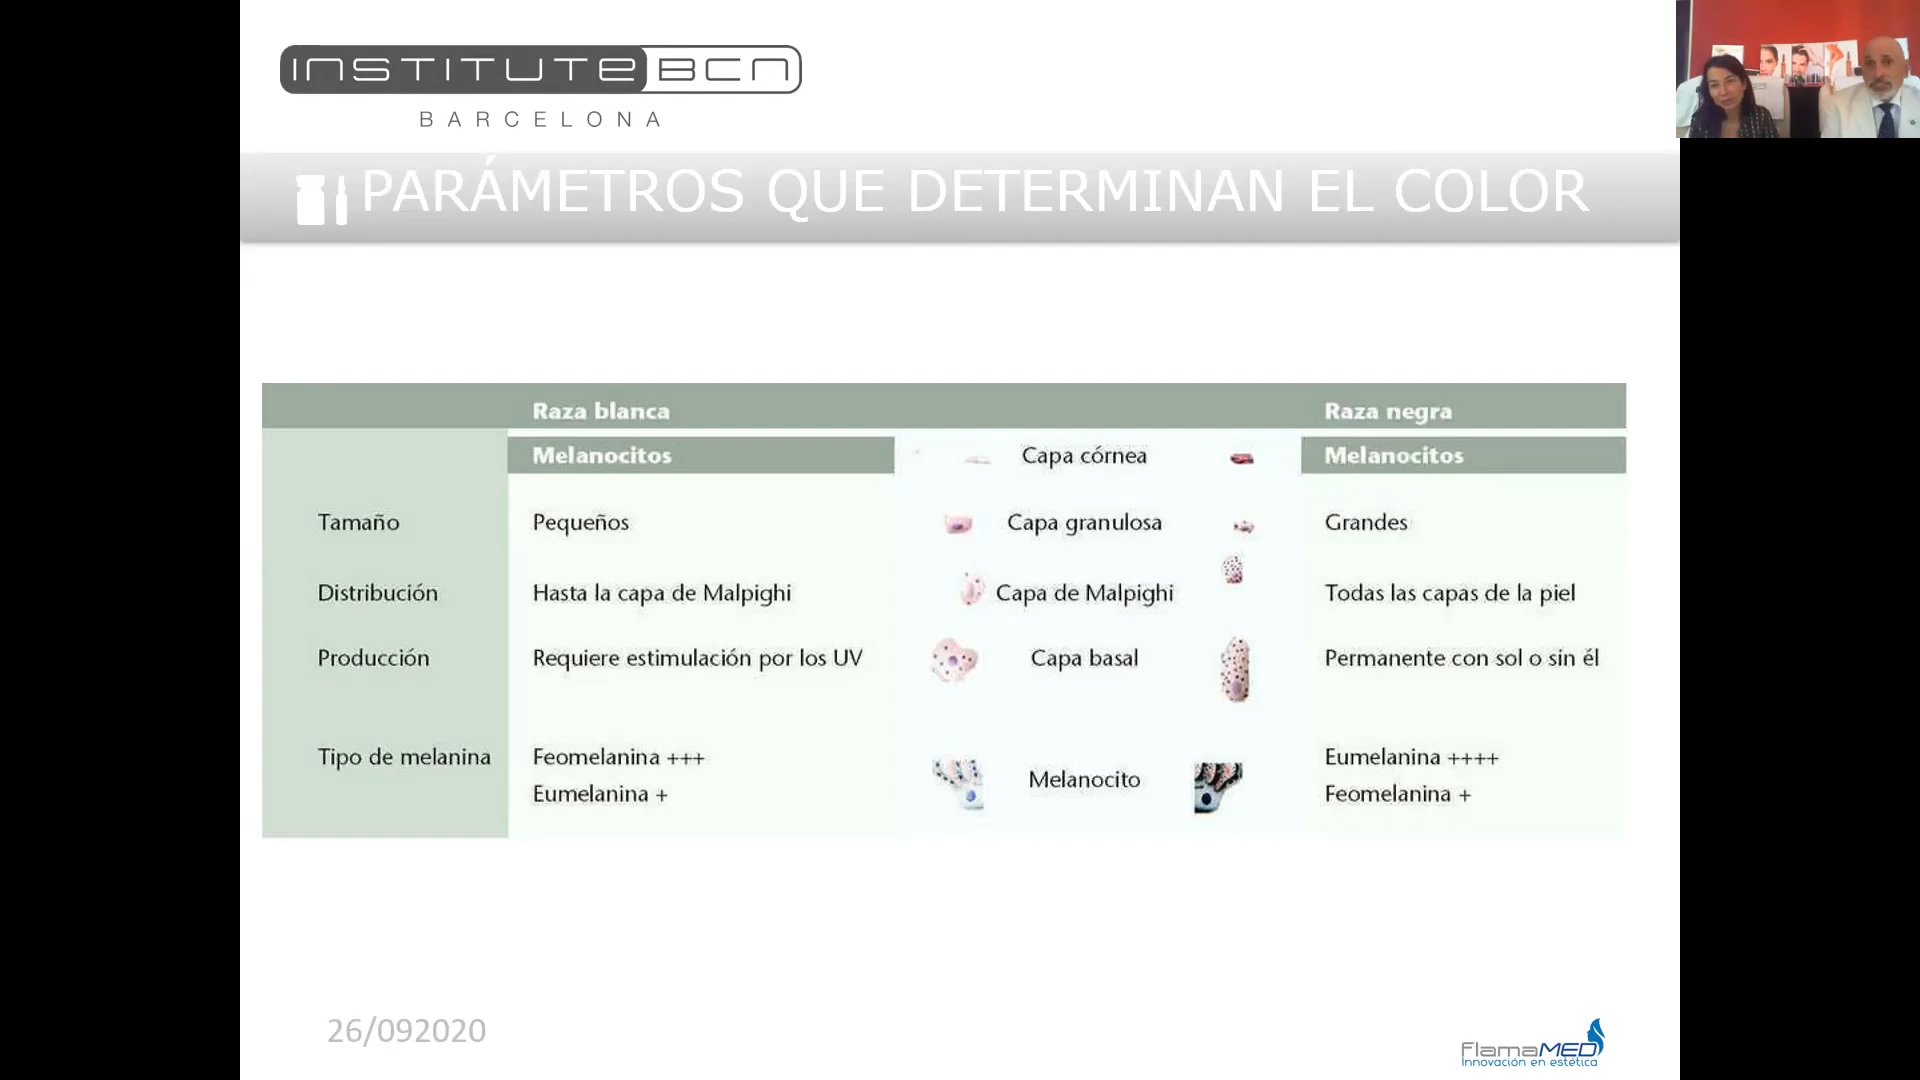 INSTITUTE BCN
BARCELONA
PARÁMETROS QUE DETERMINAN EL COLOR
Raza blanca Raza negra
Melanocitos Capa córnea Melanocitos
Tamaño Pequeños Capa granulosa Grandes
Distribución Hasta la capa de Malpighi Capa de Malpighi Todas las capas de la piel
Producción Requiere estimulación por los UV Capa basal Permanente con sol o sin él
Tipo de melanina Feomelanina +++ Eumelanina ++++
Melanocito
Eumelanina + Feomelanina +
26/092020
FlamaMED
Innovación en estética